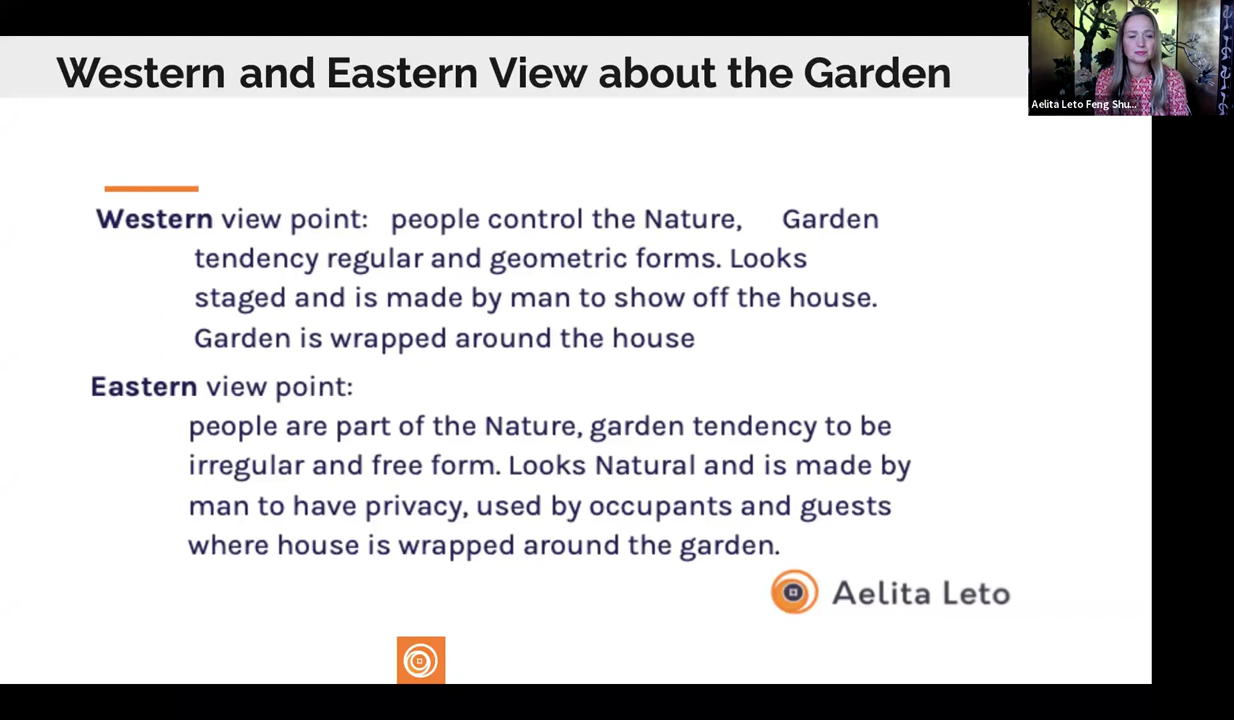 Western and Eastern View about the Garden
Aelita Leto Feng Shu...
Western view point: people control the Nature, Garden
tendency regular and geometric forms. Looks
staged and is made by man to show off the house.
Garden is wrapped around the house
Eastern view point:
people are part of the Nature, garden tendency to be
irregular and free form. Looks Natural and is made by
man to have privacy, used by occupants and guests
where house is wrapped around the garden.
Aelita Leto